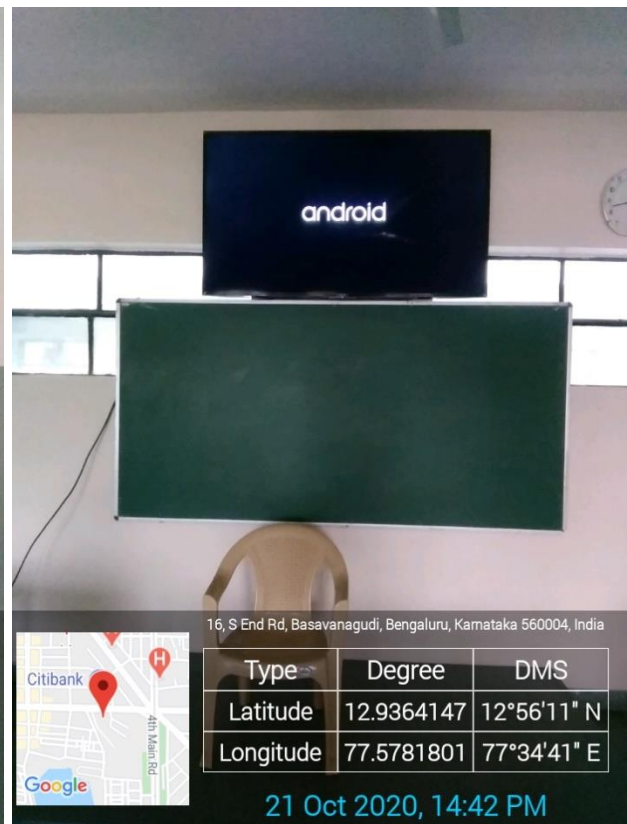 android
16, S End Rd, Basavanagudi, Bengaluru, Karnataka 560004, India
Citibank
H
4th Main Rd
Google
Type Degree DMS
Latitude 12.9364147 12°56'11" N
Longitude 77.5781801 77°34'41" E
21 Oct 2020, 14:42 PM